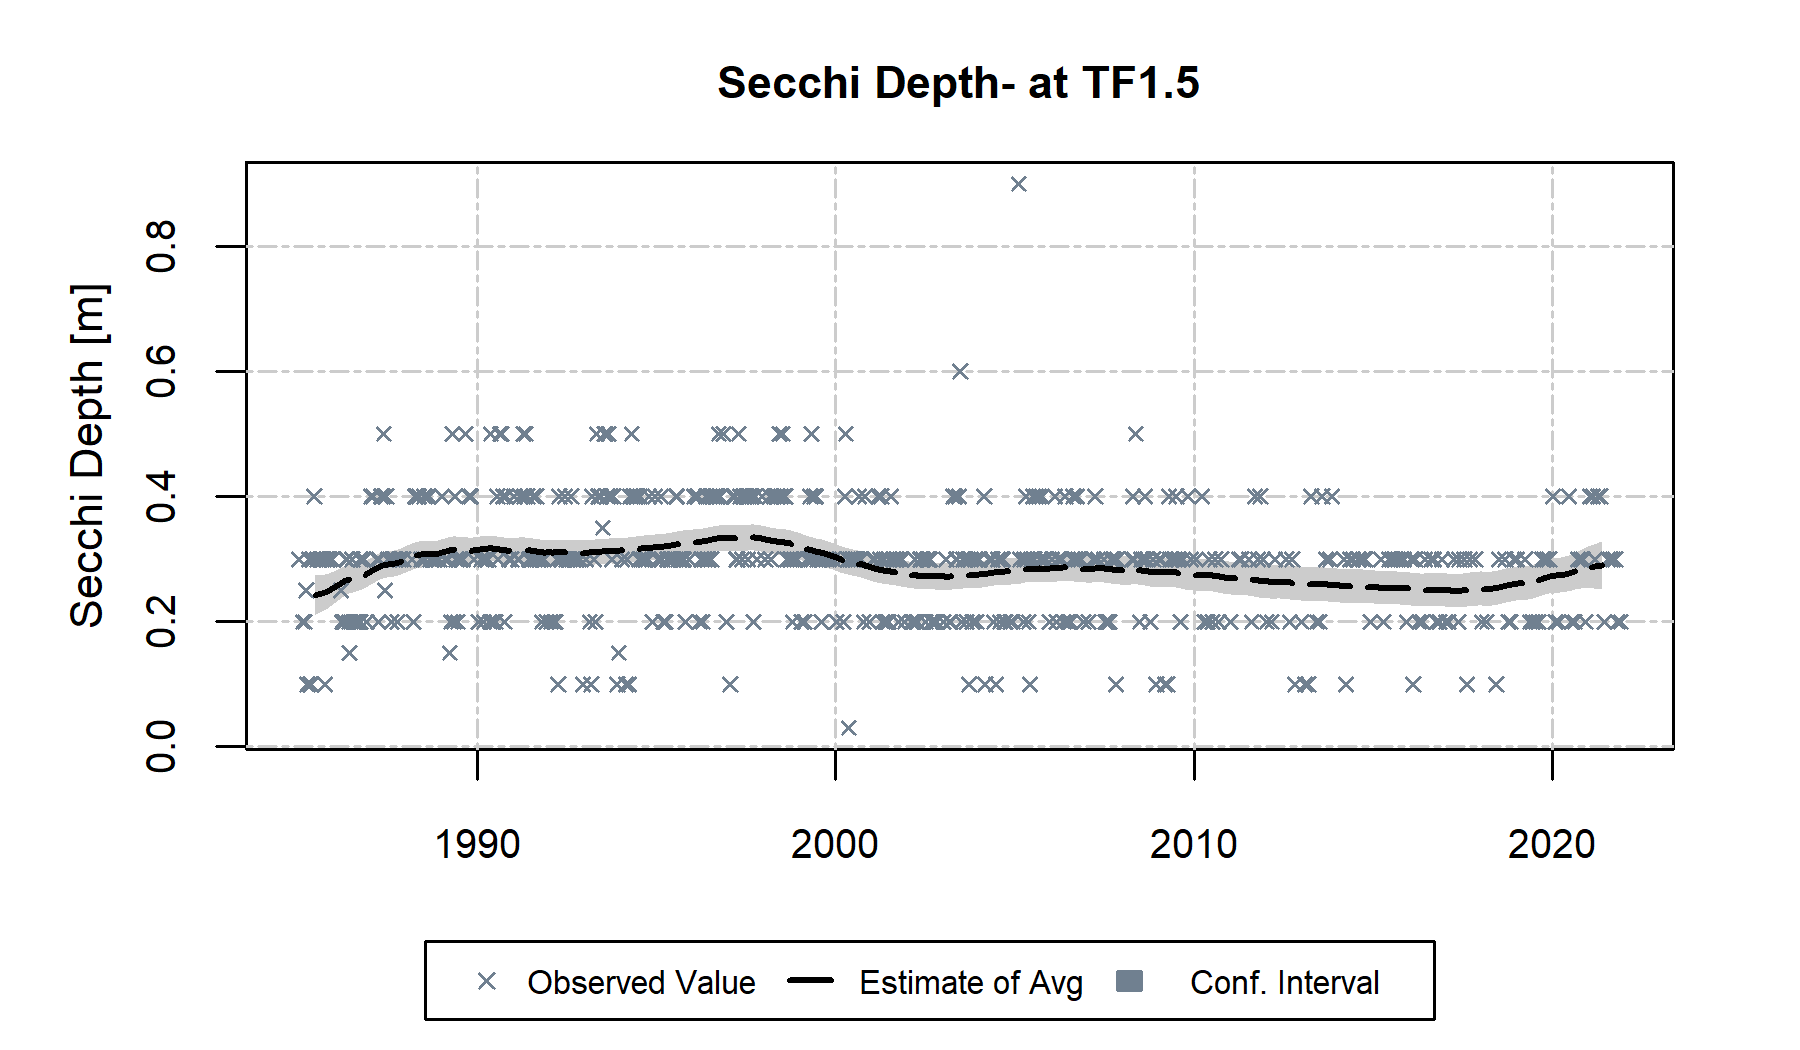 Secchi Depth- at TF1.5
Secchi Depth [m]
0.8
0.6
0.4
0.2
0.0
1990 2000 2010 2020
Observed Value Estimate of Avg Conf. Interval